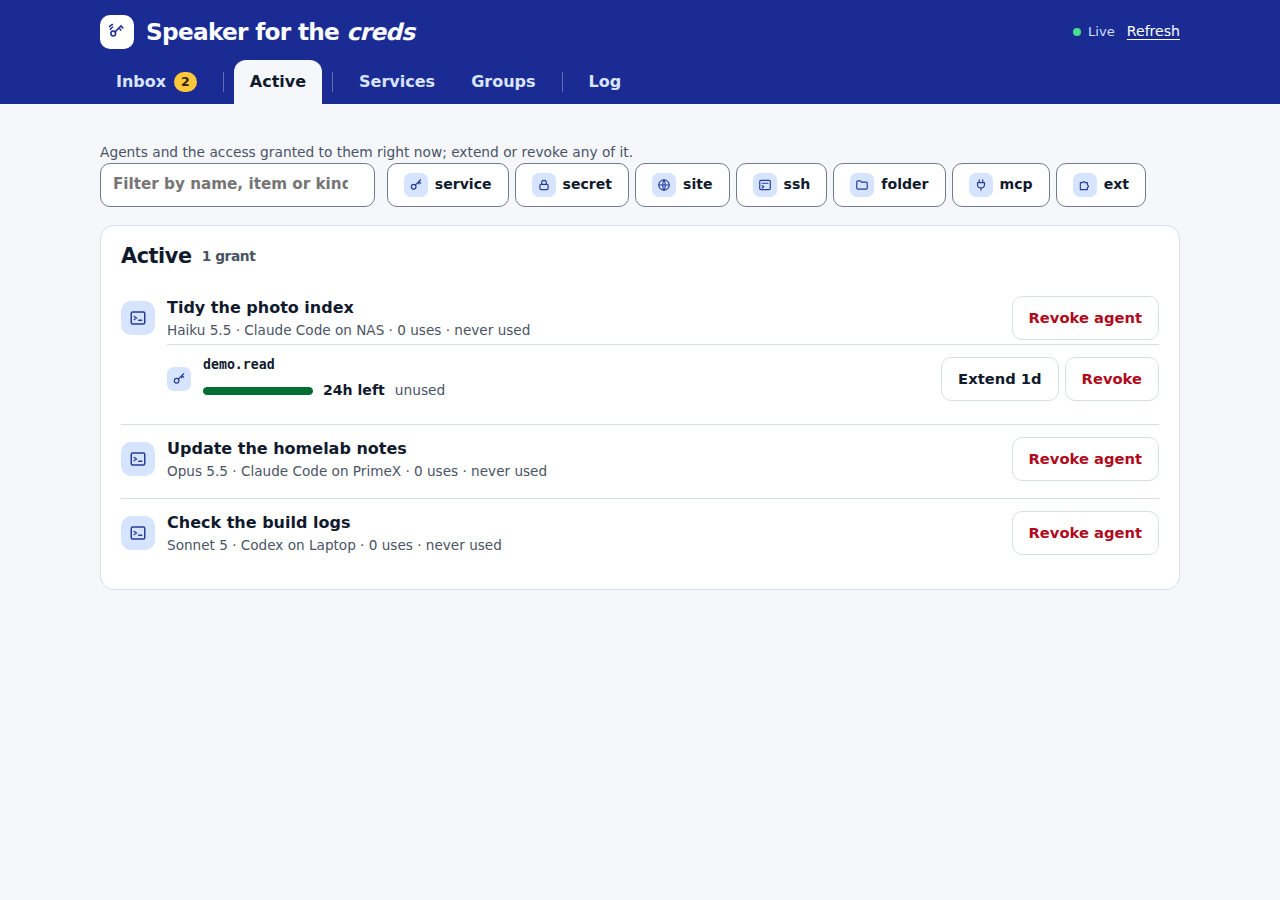 Speaker for the creds
Live Refresh
Inbox 2 Active Services Groups Log
Agents and the access granted to them right now; extend or revoke any of it.
Filter by name, item or kind service secret site ssh folder mcp ext
Active 1 grant
Tidy the photo index
Haiku 5.5 · Claude Code on NAS · 0 uses · never used
Revoke agent
demo.read
24h left unused
Extend 1d Revoke
Update the homelab notes
Opus 5.5 · Claude Code on PrimeX · 0 uses · never used
Revoke agent
Check the build logs
Sonnet 5 · Codex on Laptop · 0 uses · never used
Revoke agent